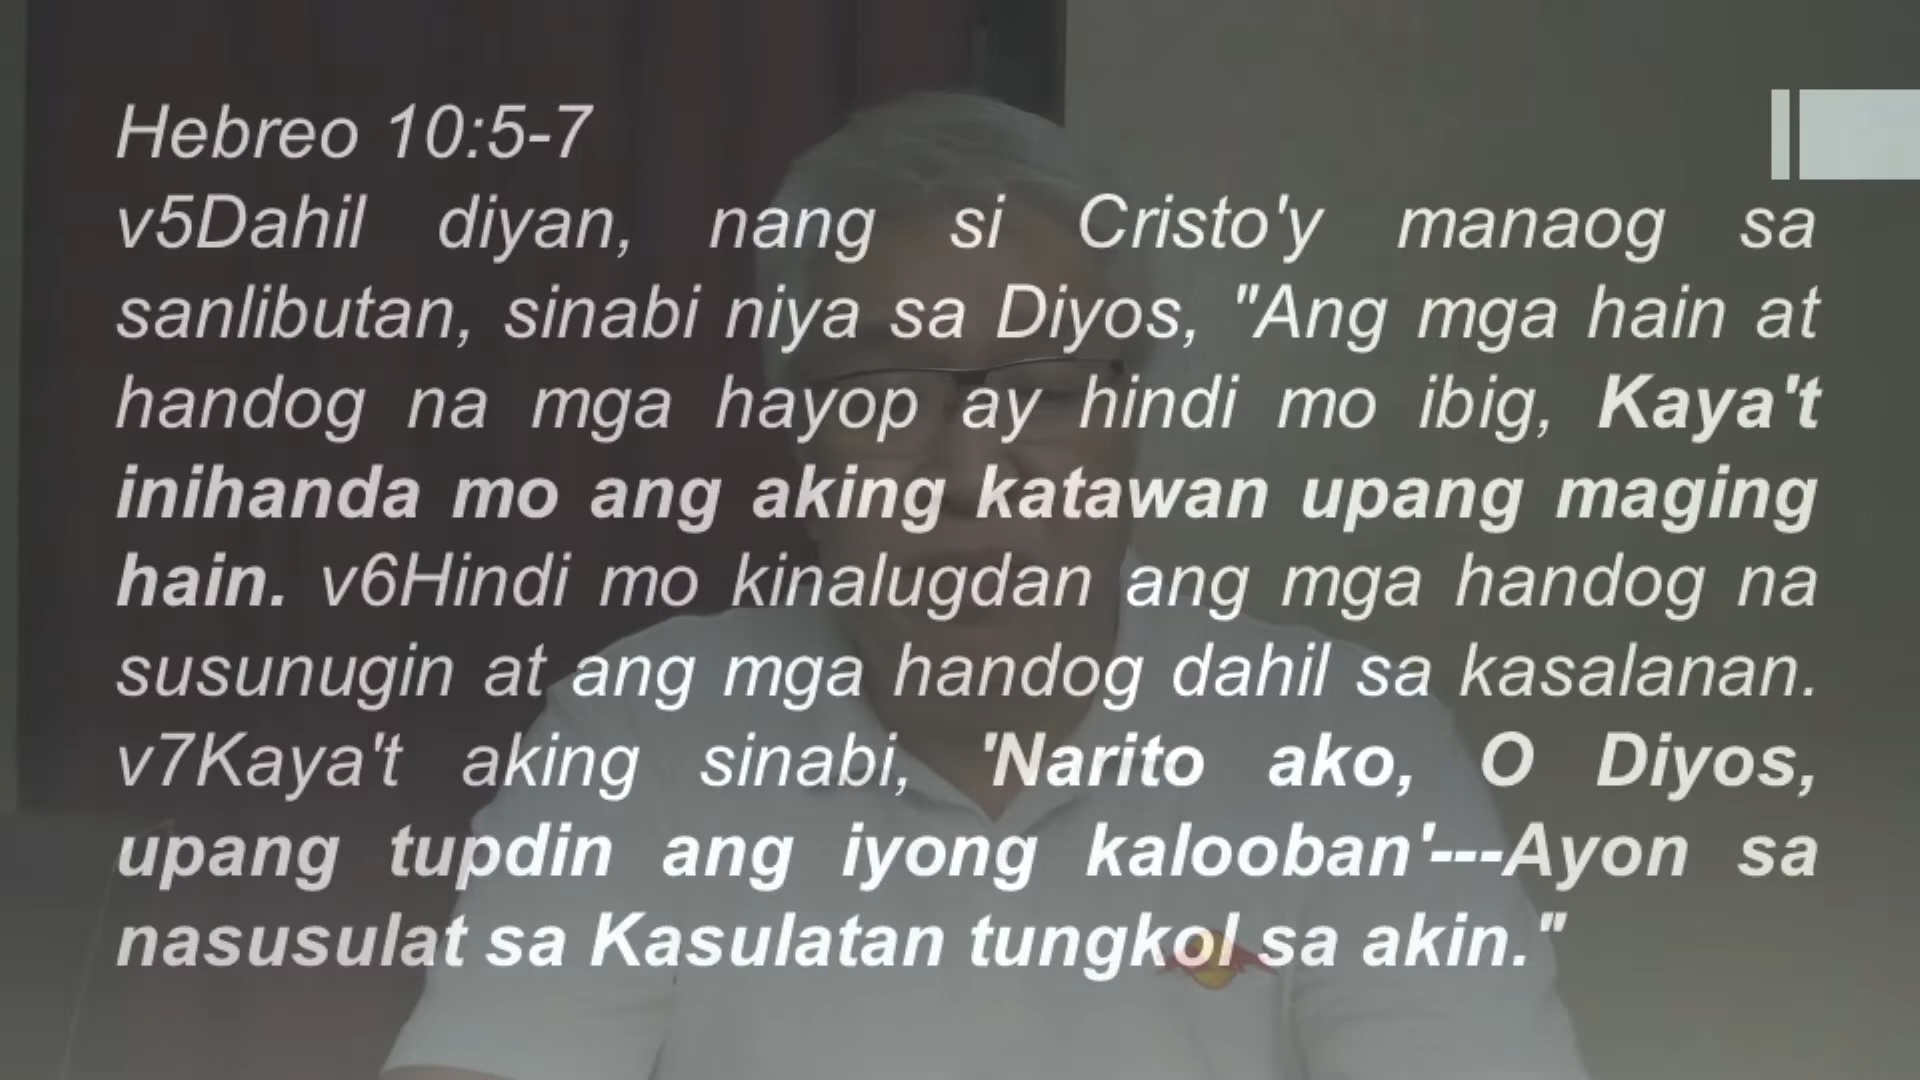 Hebreo 10:5-7
v5Dahil diyan, nang si Cristo'y manaog sa
sanlibutan, sinabi niya sa Diyos, "Ang mga hain at
handog na mga hayop ay hindi mo ibig, Kaya't
inihanda mo ang aking katawan upang maging
hain. v6Hindi mo kinalugdan ang mga handog na
susunugin at ang mga handog dahil sa kasalanan.
v7Kaya't aking sinabi, 'Narito ako, O Diyos,
upang tupdin ang iyong kalooban'---Ayon sa
nasusulat sa Kasulatan tungkol sa akin."